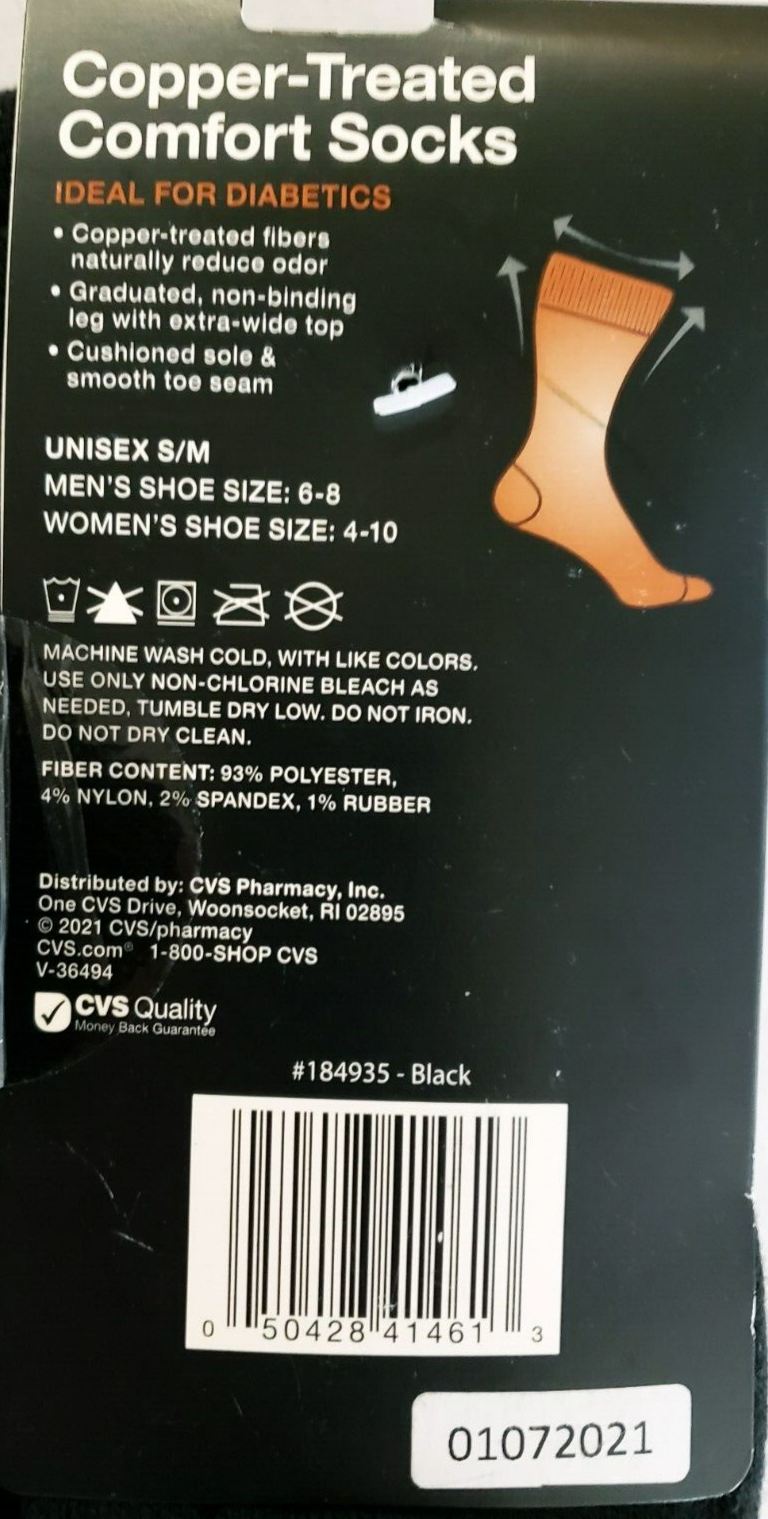 Copper-Treated
Comfort Socks
IDEAL FOR DIABETICS
• Copper-treated fibers
naturally reduce odor
• Graduated, non-binding
leg with extra-wide top
• Cushioned sole &
smooth toe seam
UNISEX S/M
MEN'S SHOE SIZE: 6-8
WOMEN'S SHOE SIZE: 4-10
MACHINE WASH COLD, WITH LIKE COLORS.
USE ONLY NON-CHLORINE BLEACH AS
NEEDED, TUMBLE DRY LOW. DO NOT IRON.
DO NOT DRY CLEAN.
FIBER CONTENT: 93% POLYESTER,
4% NYLON, 2% SPANDEX, 1% RUBBER
Distributed by: CVS Pharmacy, Inc.
One CVS Drive, Woonsocket, RI 02895
© 2021 CVS/pharmacy
CVS.com® 1-800-SHOP CVS
V-36494
CVS Quality
Money Back Guarantee
#184935 - Black
0 50428 41461 3
01072021